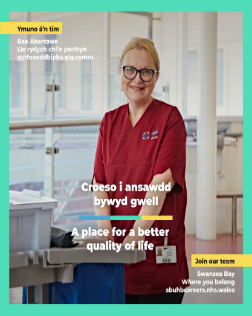 Ymuno â'n tîm
Bae Abertawe
Lle rydych chi'n perthyn
gyrfaoeddbipba.gig.cymru
Croeso i ansawdd
bywyd gwell
A place for a better
quality of life
Join our team
Swansea Bay
Where you belong
sbuhbcareers.nhs.wales